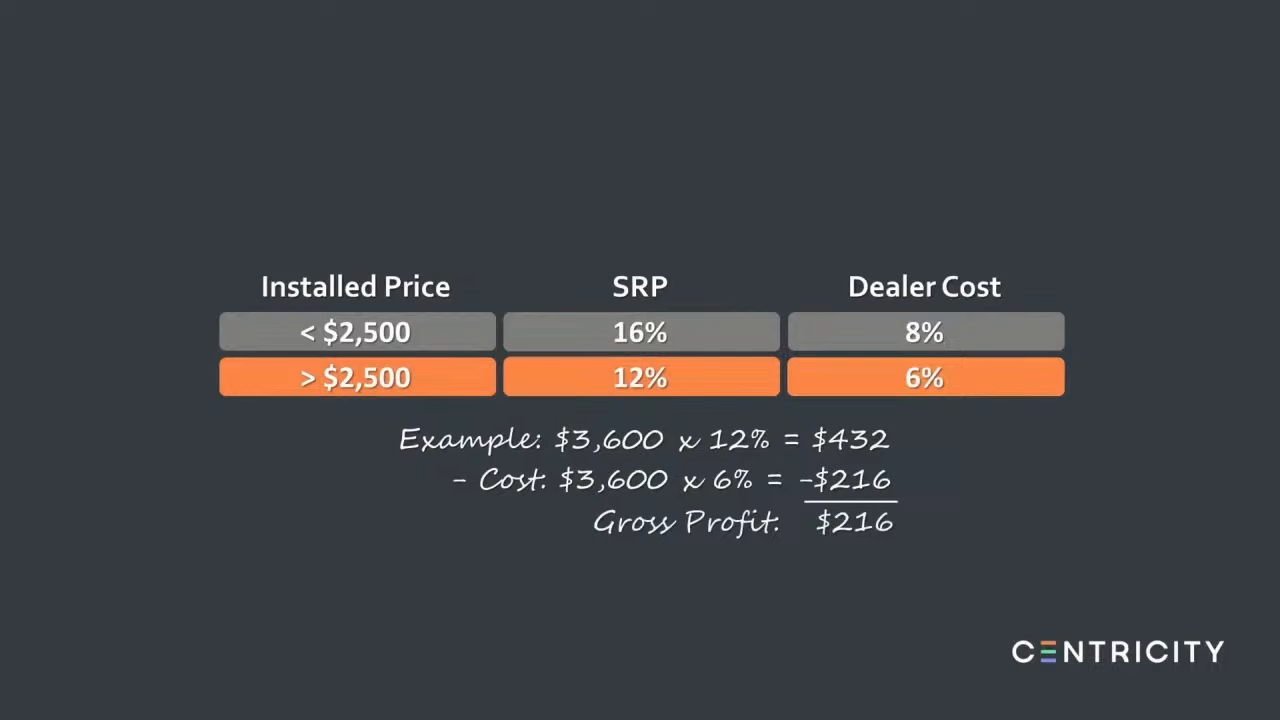 Installed Price SRP Dealer Cost
< $2,500 16% 8%
> $2,500 12% 6%
Example: $3,600 x 12% = $432
- Cost: $3,600 x 6% = -$216
Gross Profit: $216
CENTRICITY